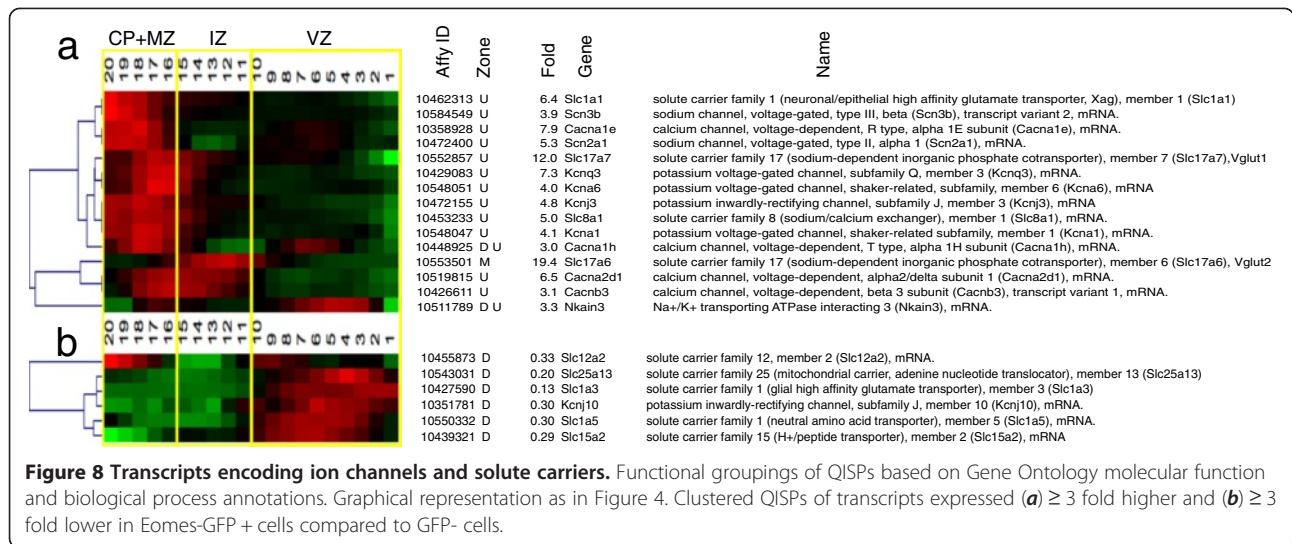 a
CP+MZ IZ VZ
20 19 18 17 16 15 14 13 12 11 10 9 8 7 6 5 4 3 2 1
Affy ID Zone Fold Gene Name
10462313 U 6.4 Slc1a1 solute carrier family 1 (neuronal/epithelial high affinity glutamate transporter, Xag), member 1 (Slc1a1)
10584549 U 3.9 Scn3b sodium channel, voltage-gated, type III, beta (Scn3b), transcript variant 2, mRNA.
10358928 U 7.9 Cacna1e calcium channel, voltage-dependent, R type, alpha 1E subunit (Cacna1e), mRNA.
10472400 U 5.3 Scn2a1 sodium channel, voltage-gated, type II, alpha 1 (Scn2a1), mRNA.
10552857 U 12.0 Slc17a7 solute carrier family 17 (sodium-dependent inorganic phosphate cotransporter), member 7 (Slc17a7),Vglut1
10429083 U 7.3 Kcnq3 potassium voltage-gated channel, subfamily Q, member 3 (Kcnq3), mRNA.
10548051 U 4.0 Kcna6 potassium voltage-gated channel, shaker-related, subfamily, member 6 (Kcna6), mRNA
10472155 U 4.8 Kcnj3 potassium inwardly-rectifying channel, subfamily J, member 3 (Kcnj3), mRNA
10453233 U 5.0 Slc8a1 solute carrier family 8 (sodium/calcium exchanger), member 1 (Slc8a1), mRNA.
10548047 U 4.1 Kcna1 potassium voltage-gated channel, shaker-related subfamily, member 1 (Kcna1), mRNA.
10448925 D U 3.0 Cacna1h calcium channel, voltage-dependent, T type, alpha 1H subunit (Cacna1h), mRNA.
10553501 M 19.4 Slc17a6 solute carrier family 17 (sodium-dependent inorganic phosphate cotransporter), member 6 (Slc17a6), Vglut2
10519815 U 6.5 Cacna2d1 calcium channel, voltage-dependent, alpha2/delta subunit 1 (Cacna2d1), mRNA.
10426611 U 3.1 Cacnb3 calcium channel, voltage-dependent, beta 3 subunit (Cacnb3), transcript variant 1, mRNA.
10511789 D U 3.3 Nkain3 Na+/K+ transporting ATPase interacting 3 (Nkain3), mRNA.
b
20 19 18 17 16 15 14 13 12 11 10 9 8 7 6 5 4 3 2 1
10455873 D 0.33 Slc12a2 solute carrier family 12, member 2 (Slc12a2), mRNA.
10543031 D 0.20 Slc25a13 solute carrier family 25 (mitochondrial carrier, adenine nucleotide translocator), member 13 (Slc25a13)
10427590 D 0.13 Slc1a3 solute carrier family 1 (glial high affinity glutamate transporter), member 3 (Slc1a3)
10351781 D 0.30 Kcnj10 potassium inwardly-rectifying channel, subfamily J, member 10 (Kcnj10), mRNA.
10550332 D 0.30 Slc1a5 solute carrier family 1 (neutral amino acid transporter), member 5 (Slc1a5), mRNA.
10439321 D 0.29 Slc15a2 solute carrier family 15 (H+/peptide transporter), member 2 (Slc15a2), mRNA
Figure 8 Transcripts encoding ion channels and solute carriers. Functional groupings of QISPs based on Gene Ontology molecular function
and biological process annotations. Graphical representation as in Figure 4. Clustered QISPs of transcripts expressed (a) ≥ 3 fold higher and (b) ≥ 3
fold lower in Eomes-GFP + cells compared to GFP- cells.